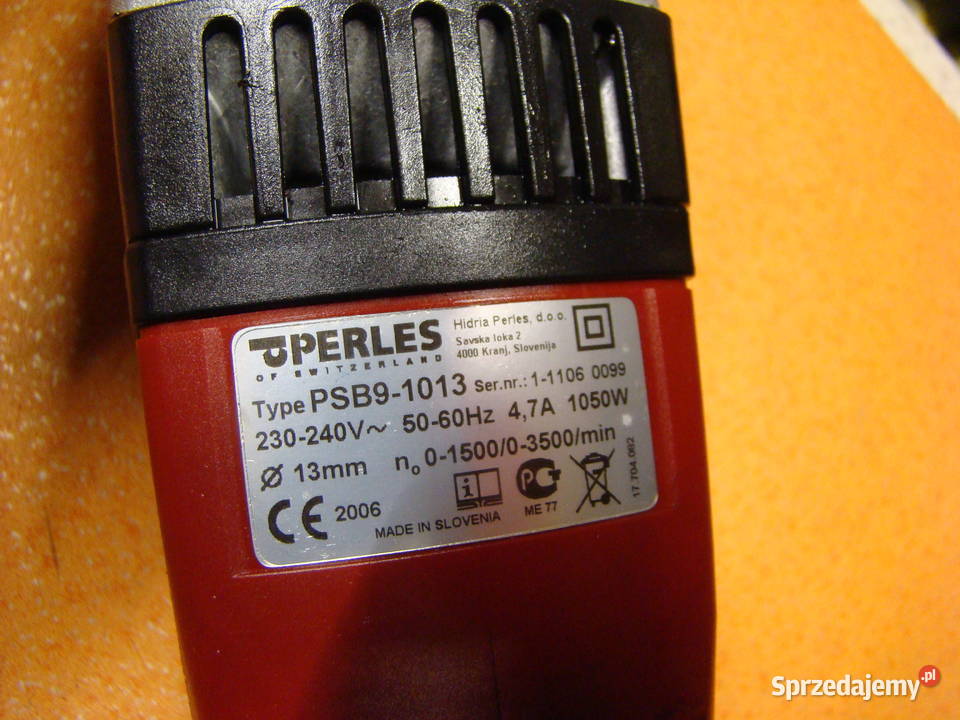 PERLES
OF SWITZERLAND
Hidria Perles, d.o.o.
Savska loka 2
4000 Kranj, Slovenija
Type PSB9-1013 Ser.nr.: 1-1106 0099
230-240V~ 50-60Hz 4,7A 1050W
Ø 13mm n₀ 0-1500/0-3500/min
CE 2006
i
PG
MADE IN SLOVENIA
ME 77
17.704.082
Sprzedajemy.pl